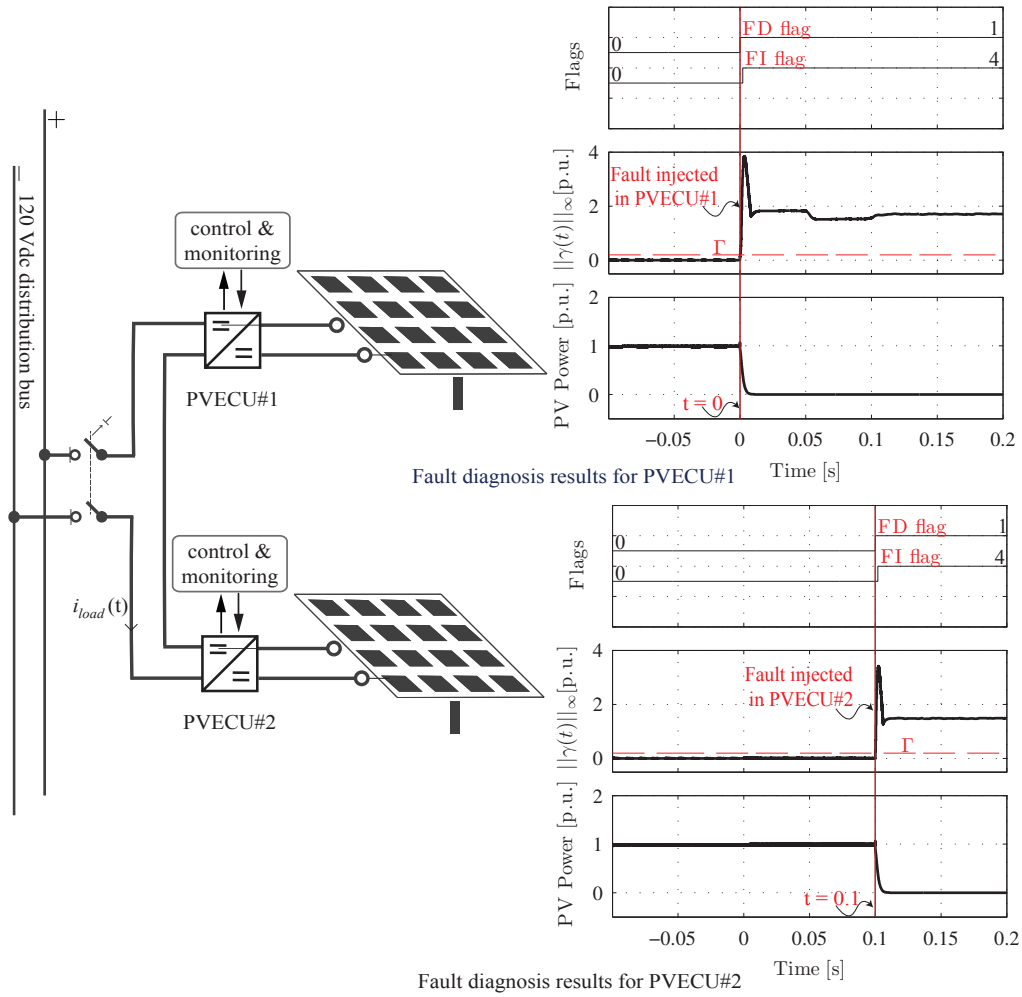 +
−
120 Vdc distribution bus
control &
monitoring
PVECU#1
i_load(t)
control &
monitoring
PVECU#2
Flags
0
0
FD flag
1
FI flag
4
||γ(t)||∞[p.u.]
4
2
0
Fault injected
in PVECU#1
Γ
PV Power [p.u.]
2
1
0
t = 0
−0.05
0
0.05
0.1
0.15
0.2
Time [s]
Fault diagnosis results for PVECU#1
Flags
0
0
FD flag
1
FI flag
4
||γ(t)||∞[p.u.]
4
2
0
Fault injected
in PVECU#2
Γ
PV Power [p.u.]
2
1
0
t = 0.1
−0.05
0
0.05
0.1
0.15
0.2
Time [s]
Fault diagnosis results for PVECU#2